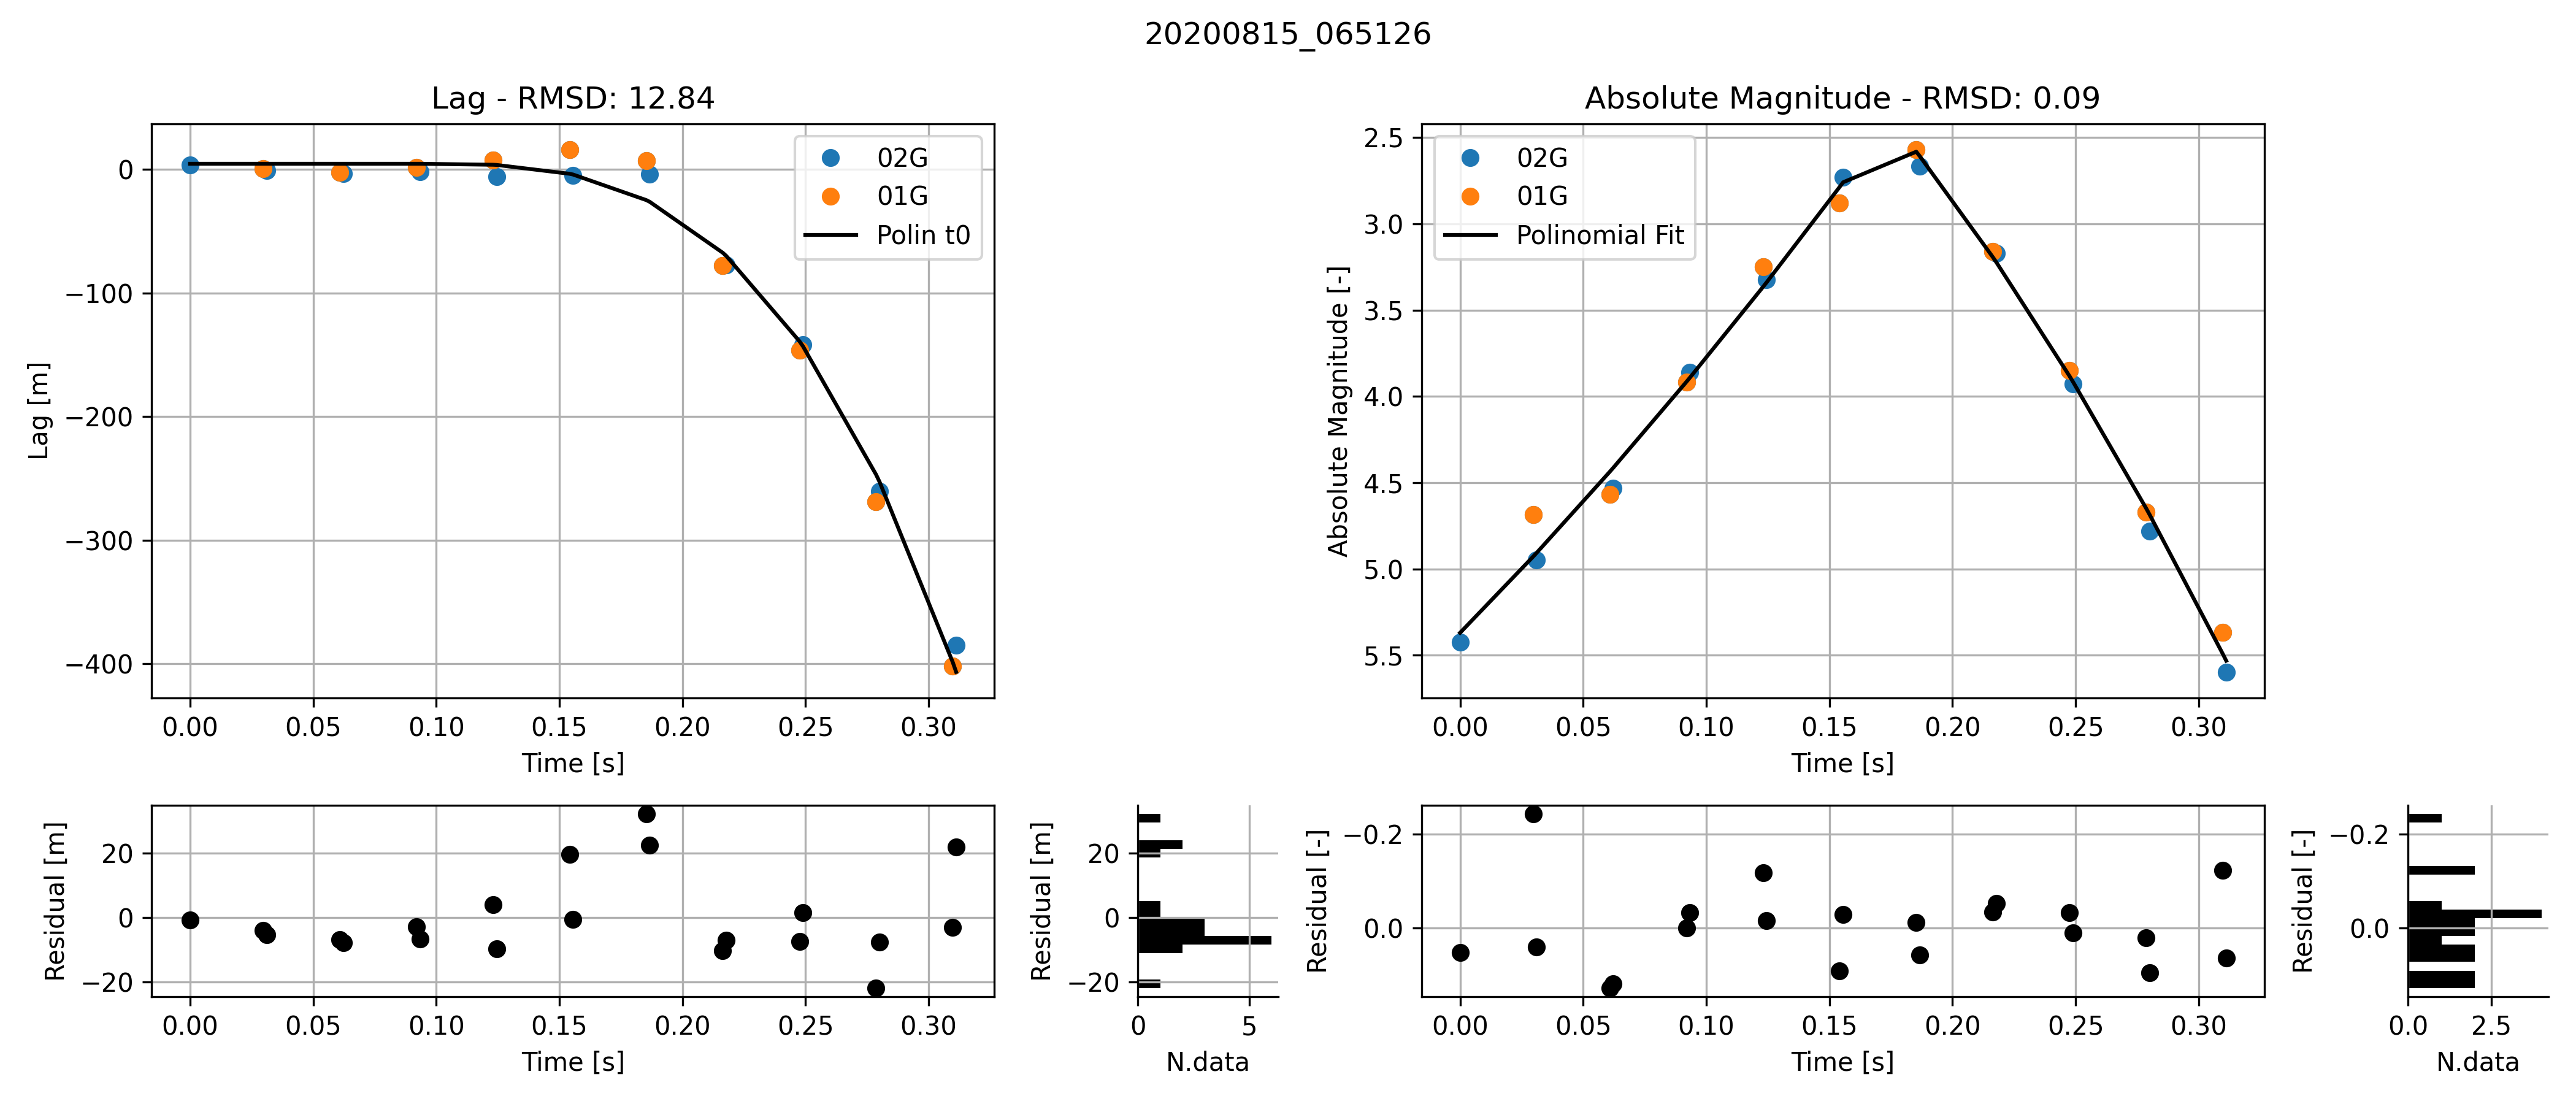 20200815_065126
Lag - RMSD: 12.84
02G
01G
Polin t0
0
−100
−200
−300
−400
Lag [m]
0.00 0.05 0.10 0.15 0.20 0.25 0.30
Time [s]
Absolute Magnitude - RMSD: 0.09
02G
01G
Polinomial Fit
2.5
3.0
3.5
4.0
4.5
5.0
5.5
Absolute Magnitude [-]
0.00 0.05 0.10 0.15 0.20 0.25 0.30
Time [s]
20
0
−20
Residual [m]
0.00 0.05 0.10 0.15 0.20 0.25 0.30
Time [s]
20
0
−20
Residual [m]
0 5
N.data
−0.2
0.0
Residual [-]
0.00 0.05 0.10 0.15 0.20 0.25 0.30
Time [s]
−0.2
0.0
Residual [-]
0.0 2.5
N.data